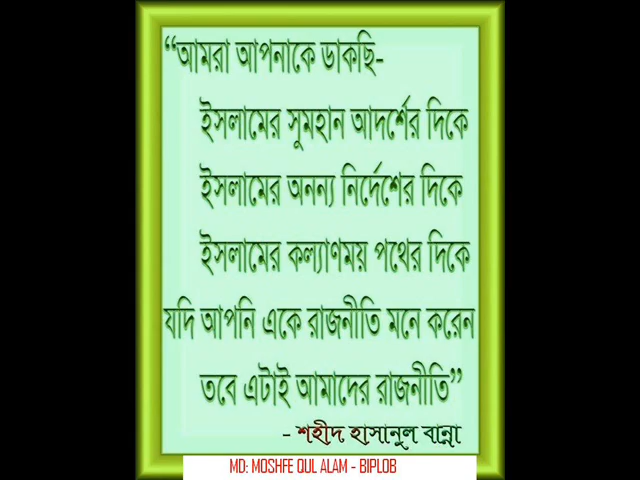 “আমরা আপনাকে ডাকছি-
ইসলামের সুমহান আদর্শের দিকে
ইসলামের অনন্য নির্দেশের দিকে
ইসলামের কল্যাণময় পথের দিকে
যদি আপনি একে রাজনীতি মনে করেন
তবে এটাই আমাদের রাজনীতি”
- শহীদ হাসানুল বান্না
MD: MOSHFE QUL ALAM - BIPLOB